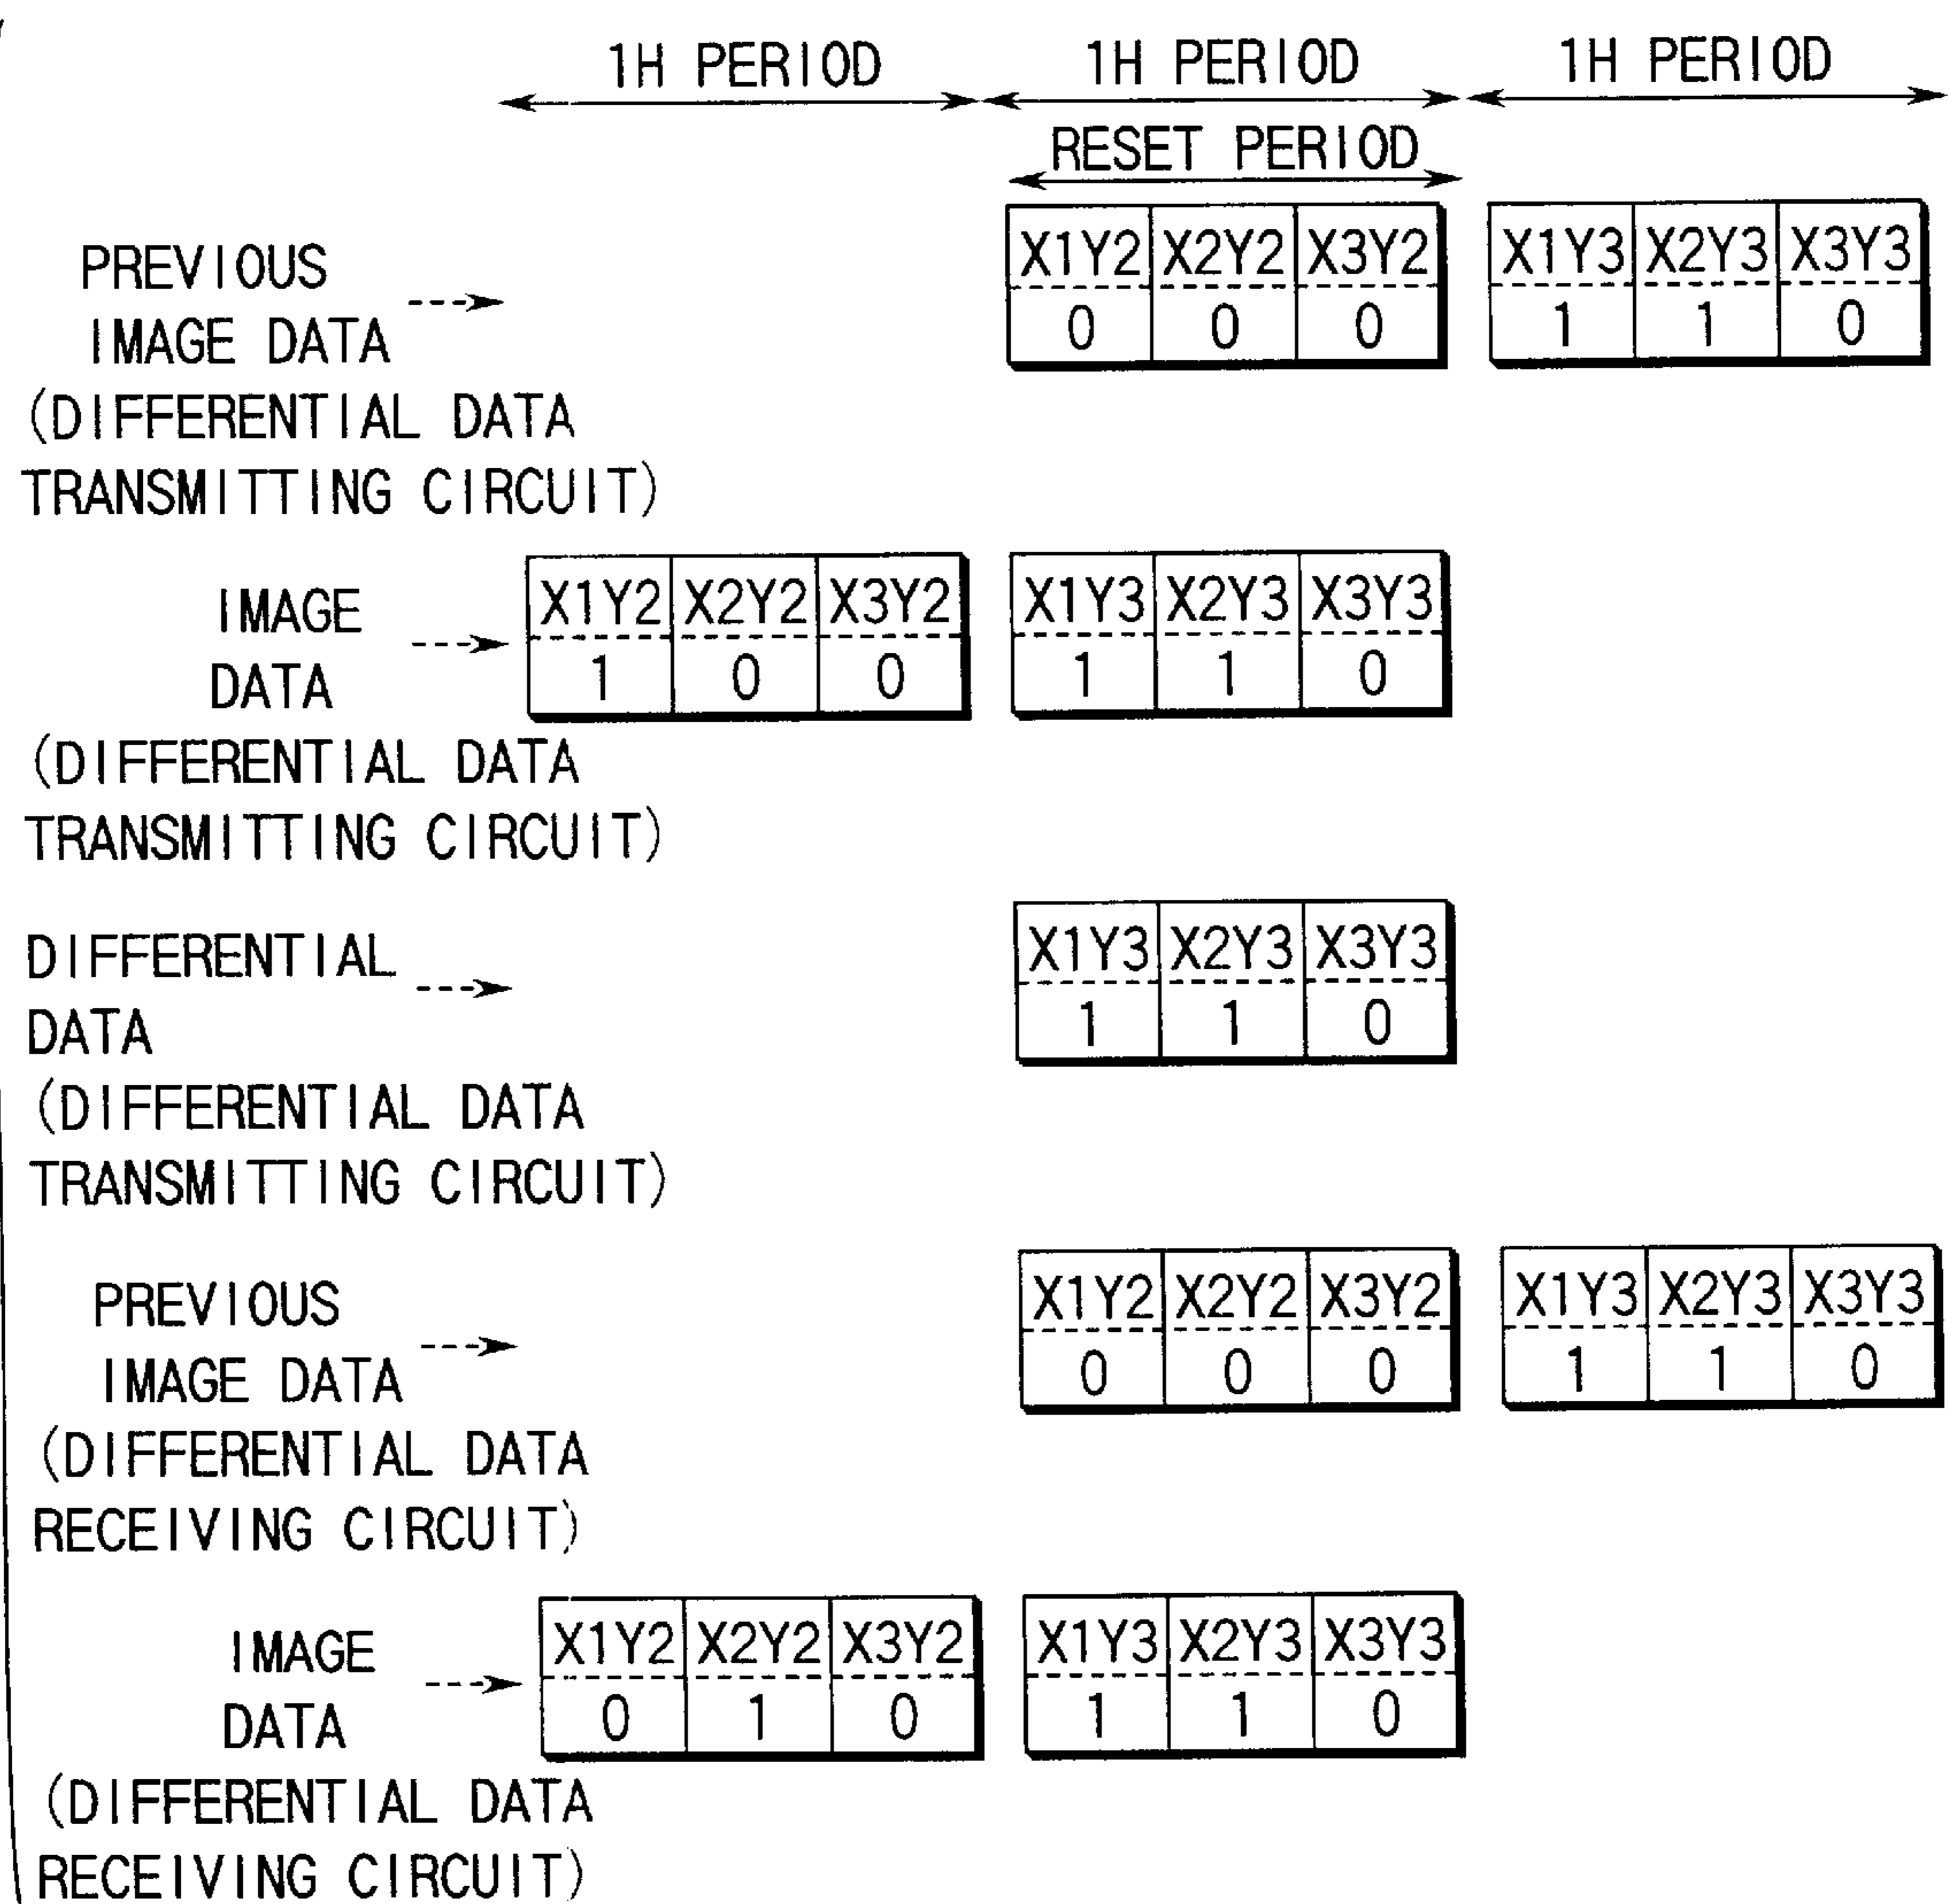 1H PERIOD 1H PERIOD 1H PERIOD
RESET PERIOD
PREVIOUS
IMAGE DATA
(DIFFERENTIAL DATA
TRANSMITTING CIRCUIT)
X1Y2 X2Y2 X3Y2 X1Y3 X2Y3 X3Y3
0 0 0 1 1 0
IMAGE
DATA
(DIFFERENTIAL DATA
TRANSMITTING CIRCUIT)
X1Y2 X2Y2 X3Y2 X1Y3 X2Y3 X3Y3
1 0 0 1 1 0
DIFFERENTIAL
DATA
(DIFFERENTIAL DATA
TRANSMITTING CIRCUIT)
X1Y3 X2Y3 X3Y3
1 1 0
PREVIOUS
IMAGE DATA
(DIFFERENTIAL DATA
RECEIVING CIRCUIT)
X1Y2 X2Y2 X3Y2 X1Y3 X2Y3 X3Y3
0 0 0 1 1 0
IMAGE
DATA
(DIFFERENTIAL DATA
RECEIVING CIRCUIT)
X1Y2 X2Y2 X3Y2 X1Y3 X2Y3 X3Y3
0 1 0 1 1 0